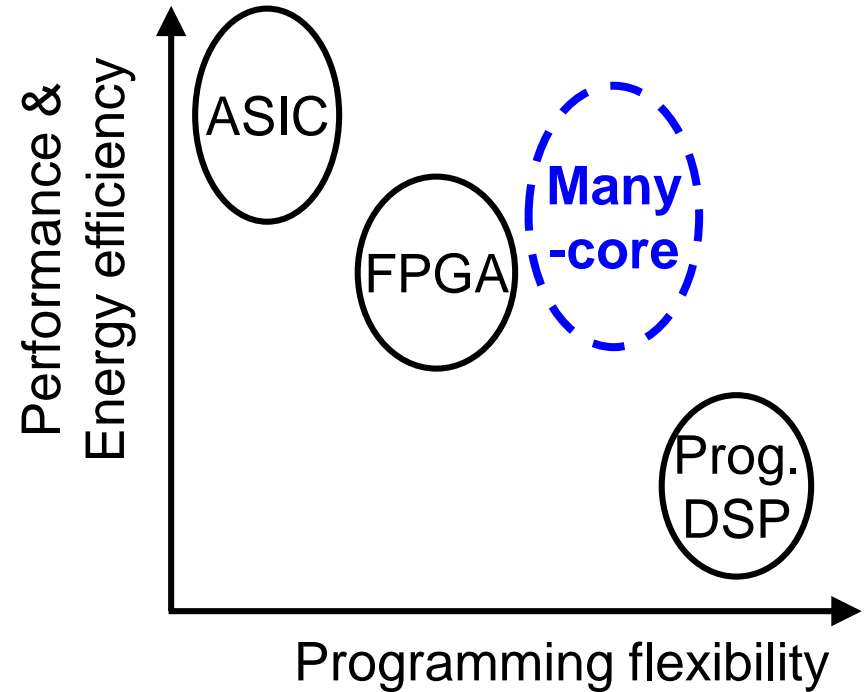 Performance &
Energy efficiency
ASIC
FPGA
Many
-core
Prog.
DSP
Programming flexibility